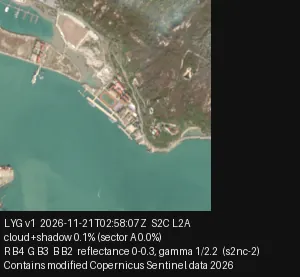 LYG v1 2026-11-21T02:58:07Z S2C L2A
cloud+shadow 0.1% (sector A 0.0%)
R B4 G B3 B B2 reflectance 0-0.3, gamma 1/2.2 (s2nc-2)
Contains modified Copernicus Sentinel data 2026